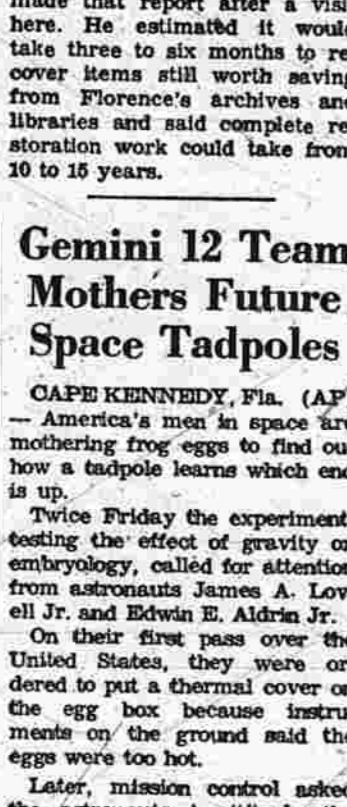 made that report after a visi
here. He estimated it woul
take three to six months to re
cover items still worth saving
from Florence's archives an
libraries and said complete re
storation work could take from
10 to 15 years.
Gemini 12 Team
Mothers Future
Space Tadpoles
CAPE KENNEDY, Fla. (AP
— America's men in space are
mothering frog eggs to find ou
how a tadpole learns which end
is up.
Twice Friday the experiment
testing the effect of gravity on
embryology, called for attention
from astronauts James A. Lov
ell Jr. and Edwin E. Aldrin Jr.
On their first pass over the
United States, they were or
dered to put a thermal cover on
the egg box because instru
ments on the ground said the
eggs were too hot.
Later, mission control asked